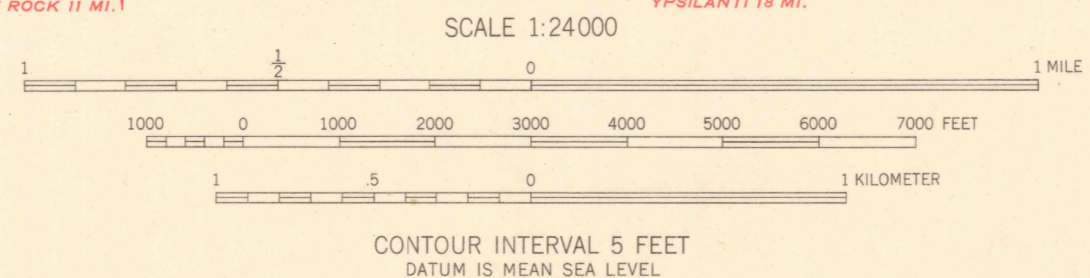 ROCK 11 MI.
YPSILANTI 18 MI.
SCALE 1:24000
1 1/2 0 1 MILE
1000 0 1000 2000 3000 4000 5000 6000 7000 FEET
1 .5 0 1 KILOMETER
CONTOUR INTERVAL 5 FEET
DATUM IS MEAN SEA LEVEL